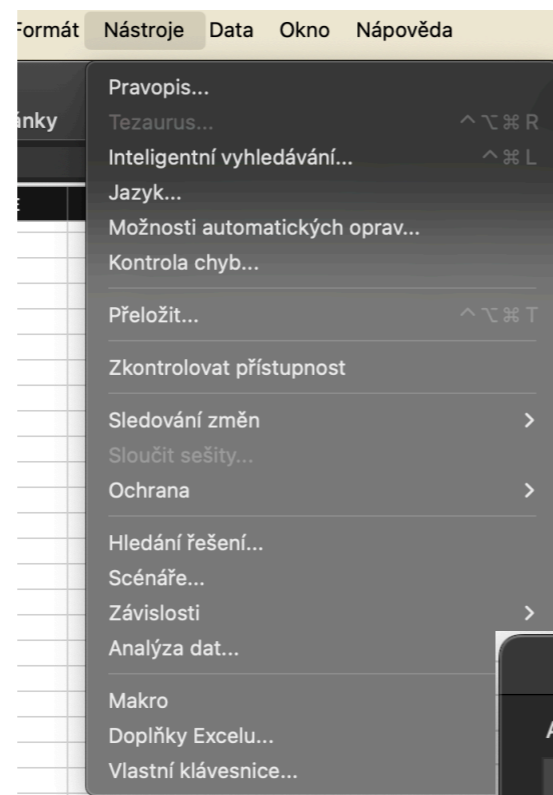 Formát Nástroje Data Okno Nápověda
ánky
Pravopis...
Tezaurus... ^⌥⌘R
Inteligentní vyhledávání... ^⌘L
Jazyk...
Možnosti automatických oprav...
Kontrola chyb...
Přeložit... ^⌥⌘T
Zkontrolovat přístupnost
Sledování změn >
Sloučit sešity...
Ochrana >
Hledání řešení...
Scénáře...
Závislosti >
Analýza dat...
Makro
Doplňky Excelu...
Vlastní klávesnice...